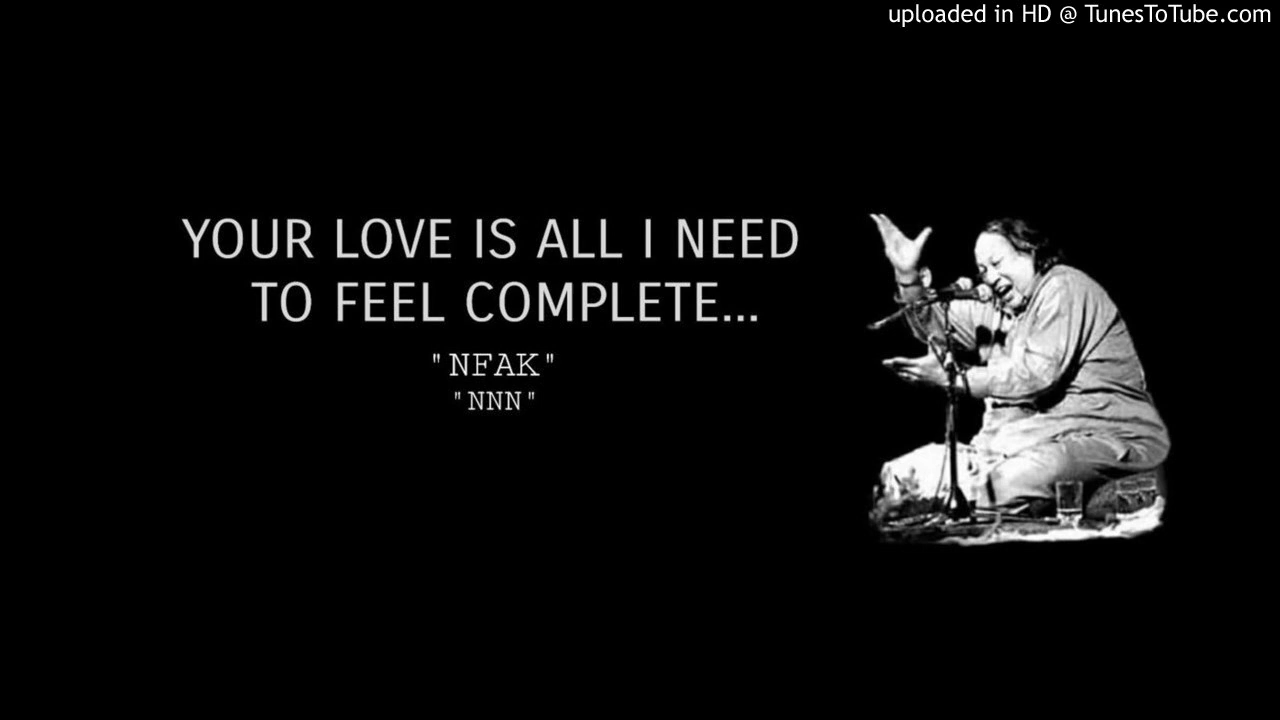 uploaded in HD @ TunesToTube.com
YOUR LOVE IS ALL I NEED
TO FEEL COMPLETE...
"NFAK"
"NNN"